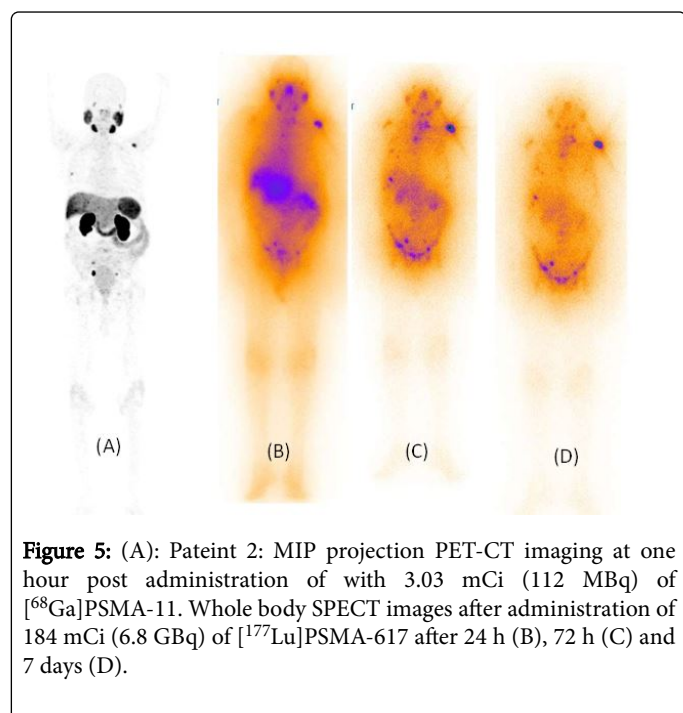 (A)
(B)
(C)
(D)
Figure 5: (A): Pateint 2: MIP projection PET-CT imaging at one
hour post administration of with 3.03 mCi (112 MBq) of
[⁶⁸Ga]PSMA-11. Whole body SPECT images after administration of
184 mCi (6.8 GBq) of [¹⁷⁷Lu]PSMA-617 after 24 h (B), 72 h (C) and
7 days (D).